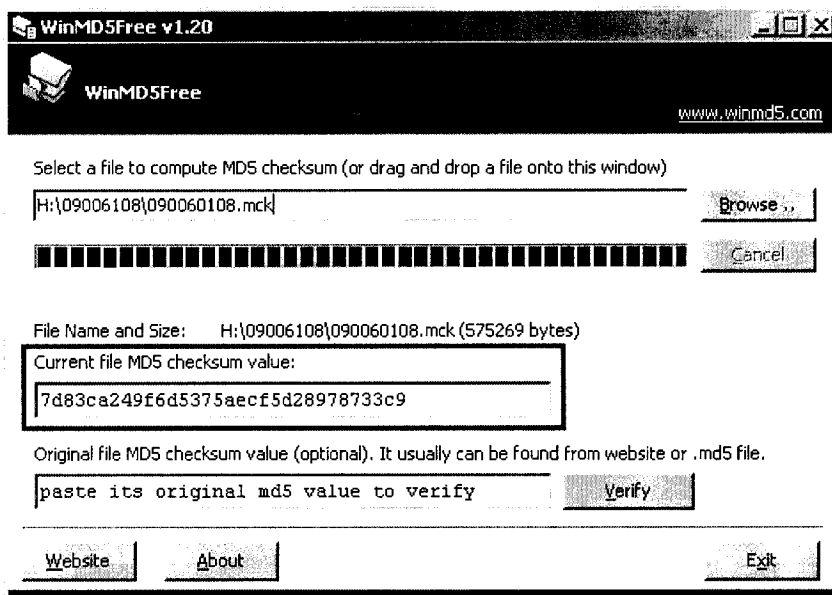 WinMD5Free v1.20
WinMD5Free
www.winmd5.com
Select a file to compute MD5 checksum (or drag and drop a file onto this window)
H:\09006108\090060108.mck
Browse ..
Cancel
File Name and Size: H:\09006108\090060108.mck (575269 bytes)
Current file MD5 checksum value:
7d83ca249f6d5375aecf5d28978733c9
Original file MD5 checksum value (optional). It usually can be found from website or .md5 file.
paste its original md5 value to verify
Verify
Website
About
Exit